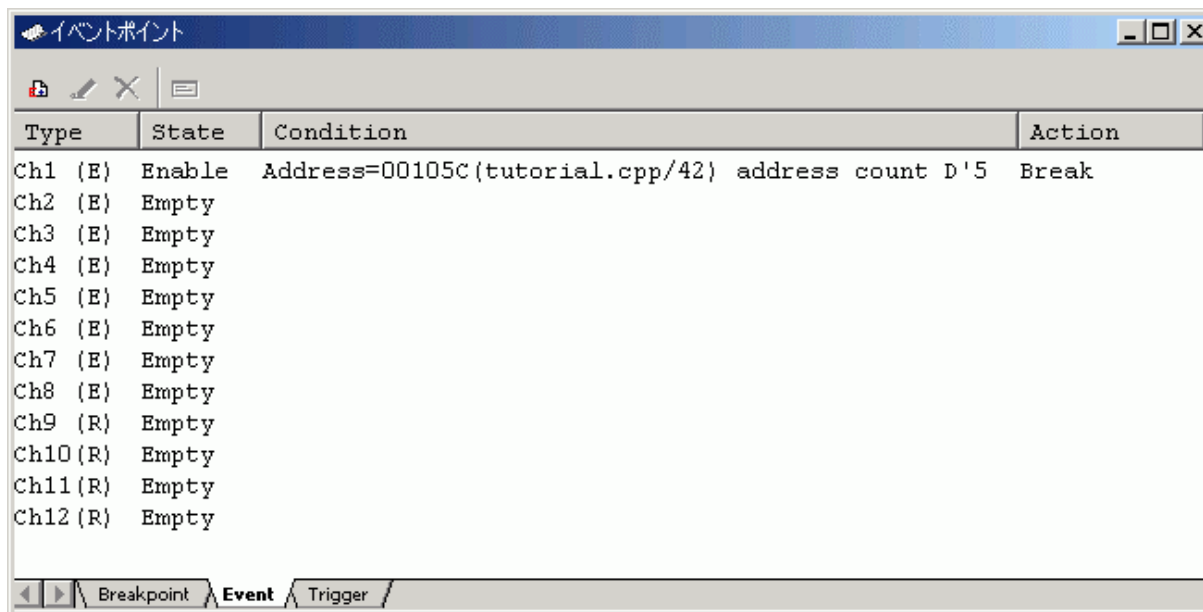 イベントポイント
Type State Condition Action
Ch1 (E) Enable Address=00105C(tutorial.cpp/42) address count D'5 Break
Ch2 (E) Empty
Ch3 (E) Empty
Ch4 (E) Empty
Ch5 (E) Empty
Ch6 (E) Empty
Ch7 (E) Empty
Ch8 (E) Empty
Ch9 (R) Empty
Ch10(R) Empty
Ch11(R) Empty
Ch12(R) Empty
Breakpoint Event Trigger